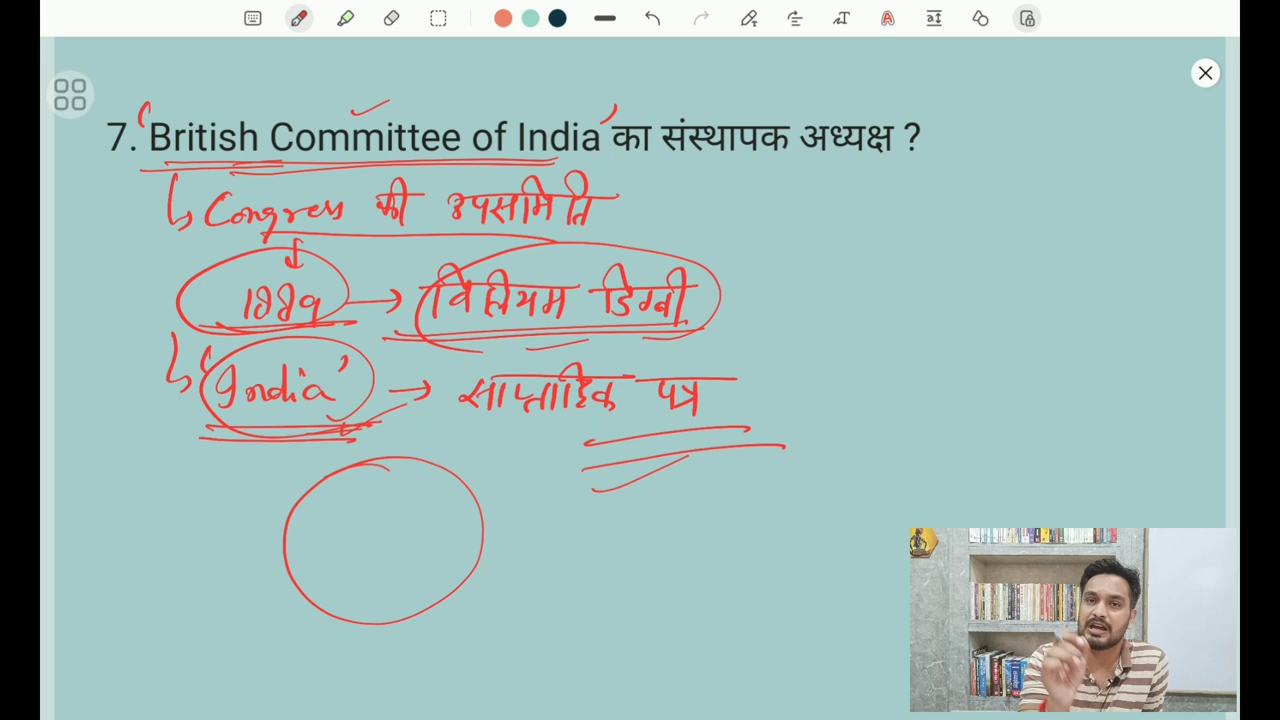 7. 'British Committee of India' का संस्थापक अध्यक्ष ?
Congress की उपसमिति
1889 → विलियम डिग्बी
'India' → साप्ताहिक पत्र